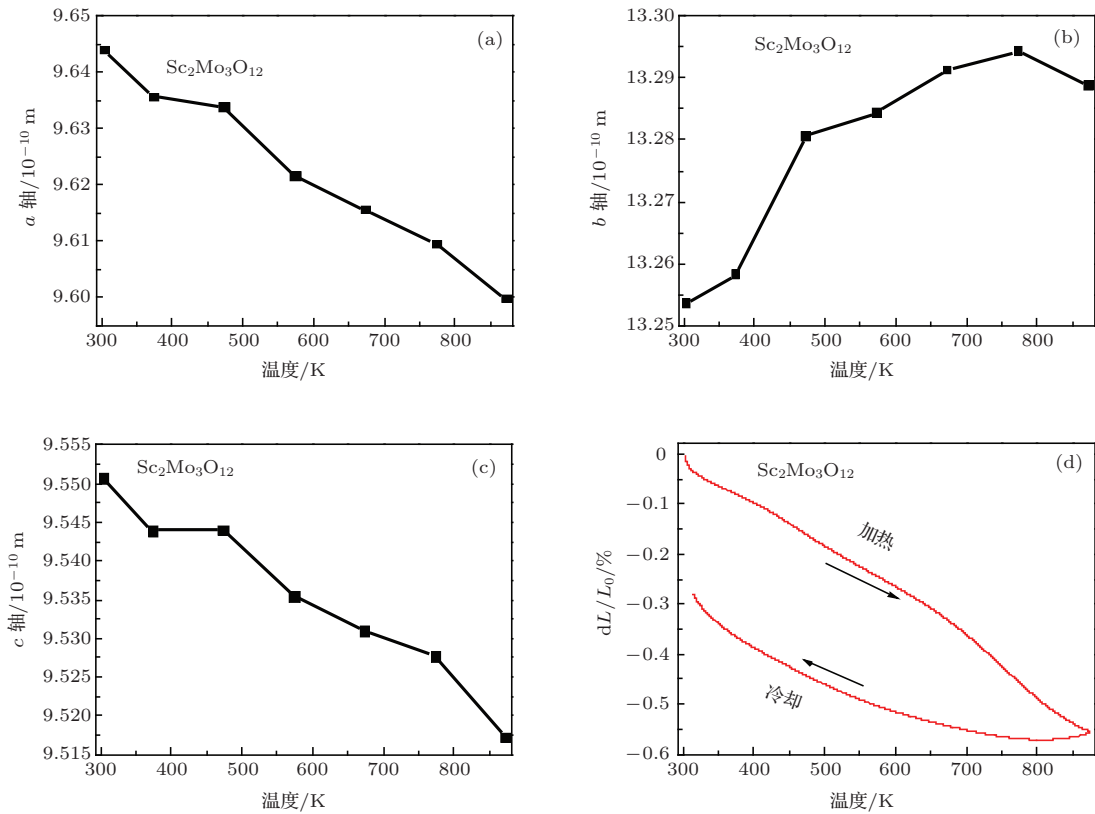 (a)
Sc₂Mo₃O₁₂
9.65
9.64
9.63
9.62
9.61
9.60
a 轴/10⁻¹⁰ m
300 400 500 600 700 800
温度/K
(b)
Sc₂Mo₃O₁₂
13.30
13.29
13.28
13.27
13.26
13.25
b 轴/10⁻¹⁰ m
300 400 500 600 700 800
温度/K
(c)
Sc₂Mo₃O₁₂
9.555
9.550
9.545
9.540
9.535
9.530
9.525
9.520
9.515
c 轴/10⁻¹⁰ m
300 400 500 600 700 800
温度/K
(d)
Sc₂Mo₃O₁₂
0
−0.1
−0.2
−0.3
−0.4
−0.5
−0.6
dL/L₀/%
加热
冷却
300 400 500 600 700 800
温度/K